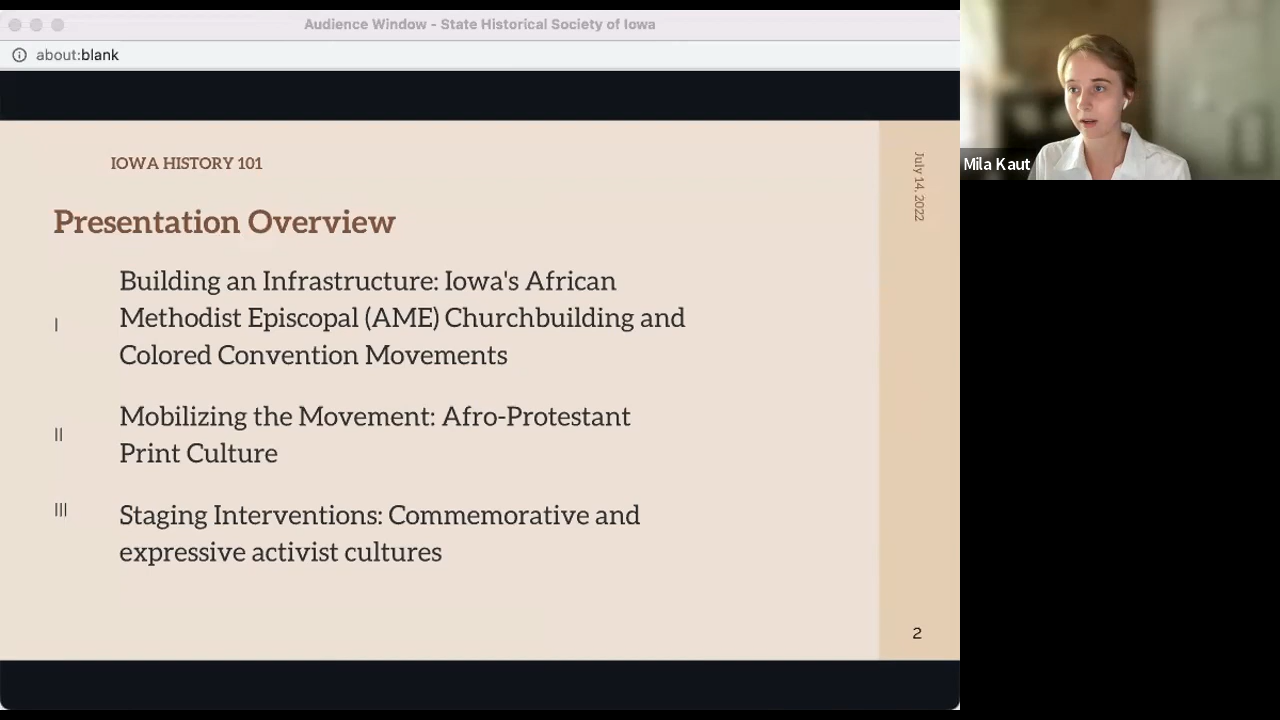 Audience Window - State Historical Society of Iowa
about:blank
IOWA HISTORY 101
July 14, 2022
Presentation Overview
I
Building an Infrastructure: Iowa's African
Methodist Episcopal (AME) Churchbuilding and
Colored Convention Movements
II
Mobilizing the Movement: Afro-Protestant
Print Culture
III
Staging Interventions: Commemorative and
expressive activist cultures
2
Mila Kaut